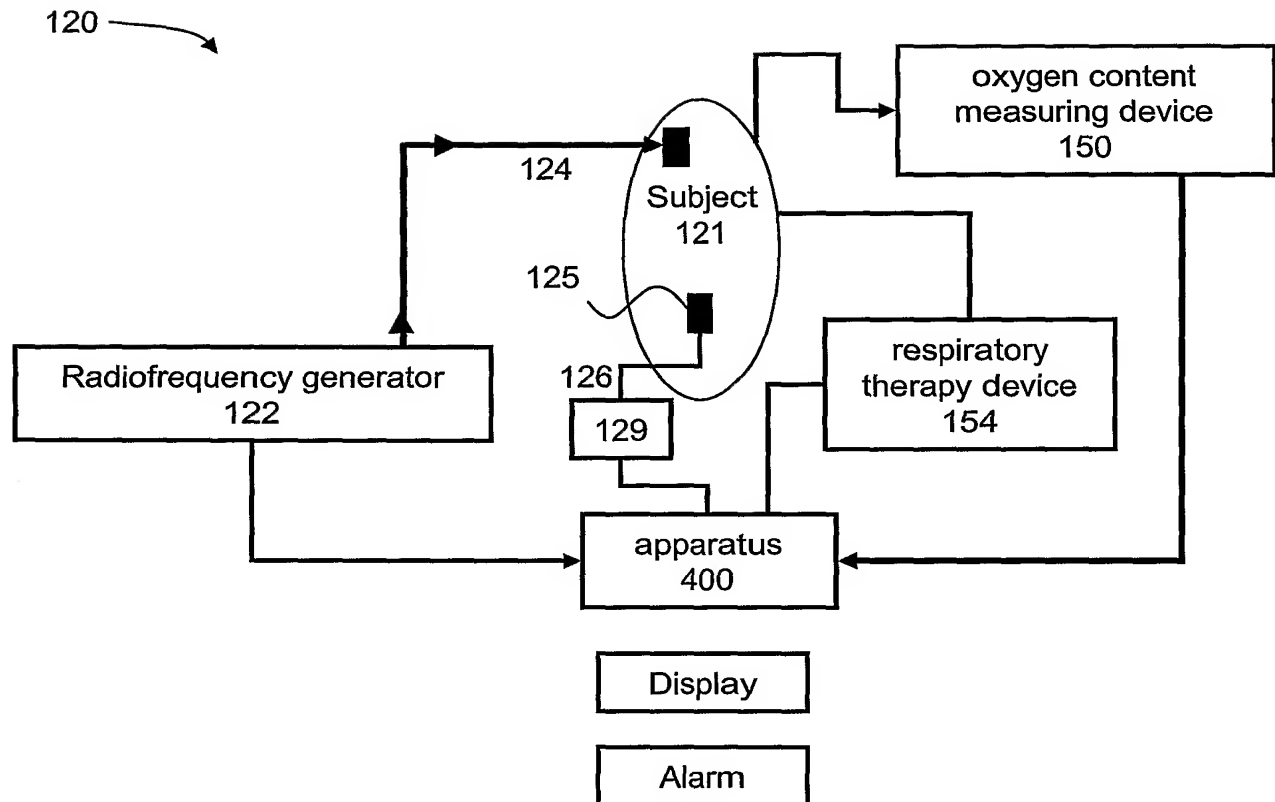 120
oxygen content
measuring device
150
124
Subject
121
125
Radiofrequency generator
122
126
129
respiratory
therapy device
154
apparatus
400
Display
Alarm